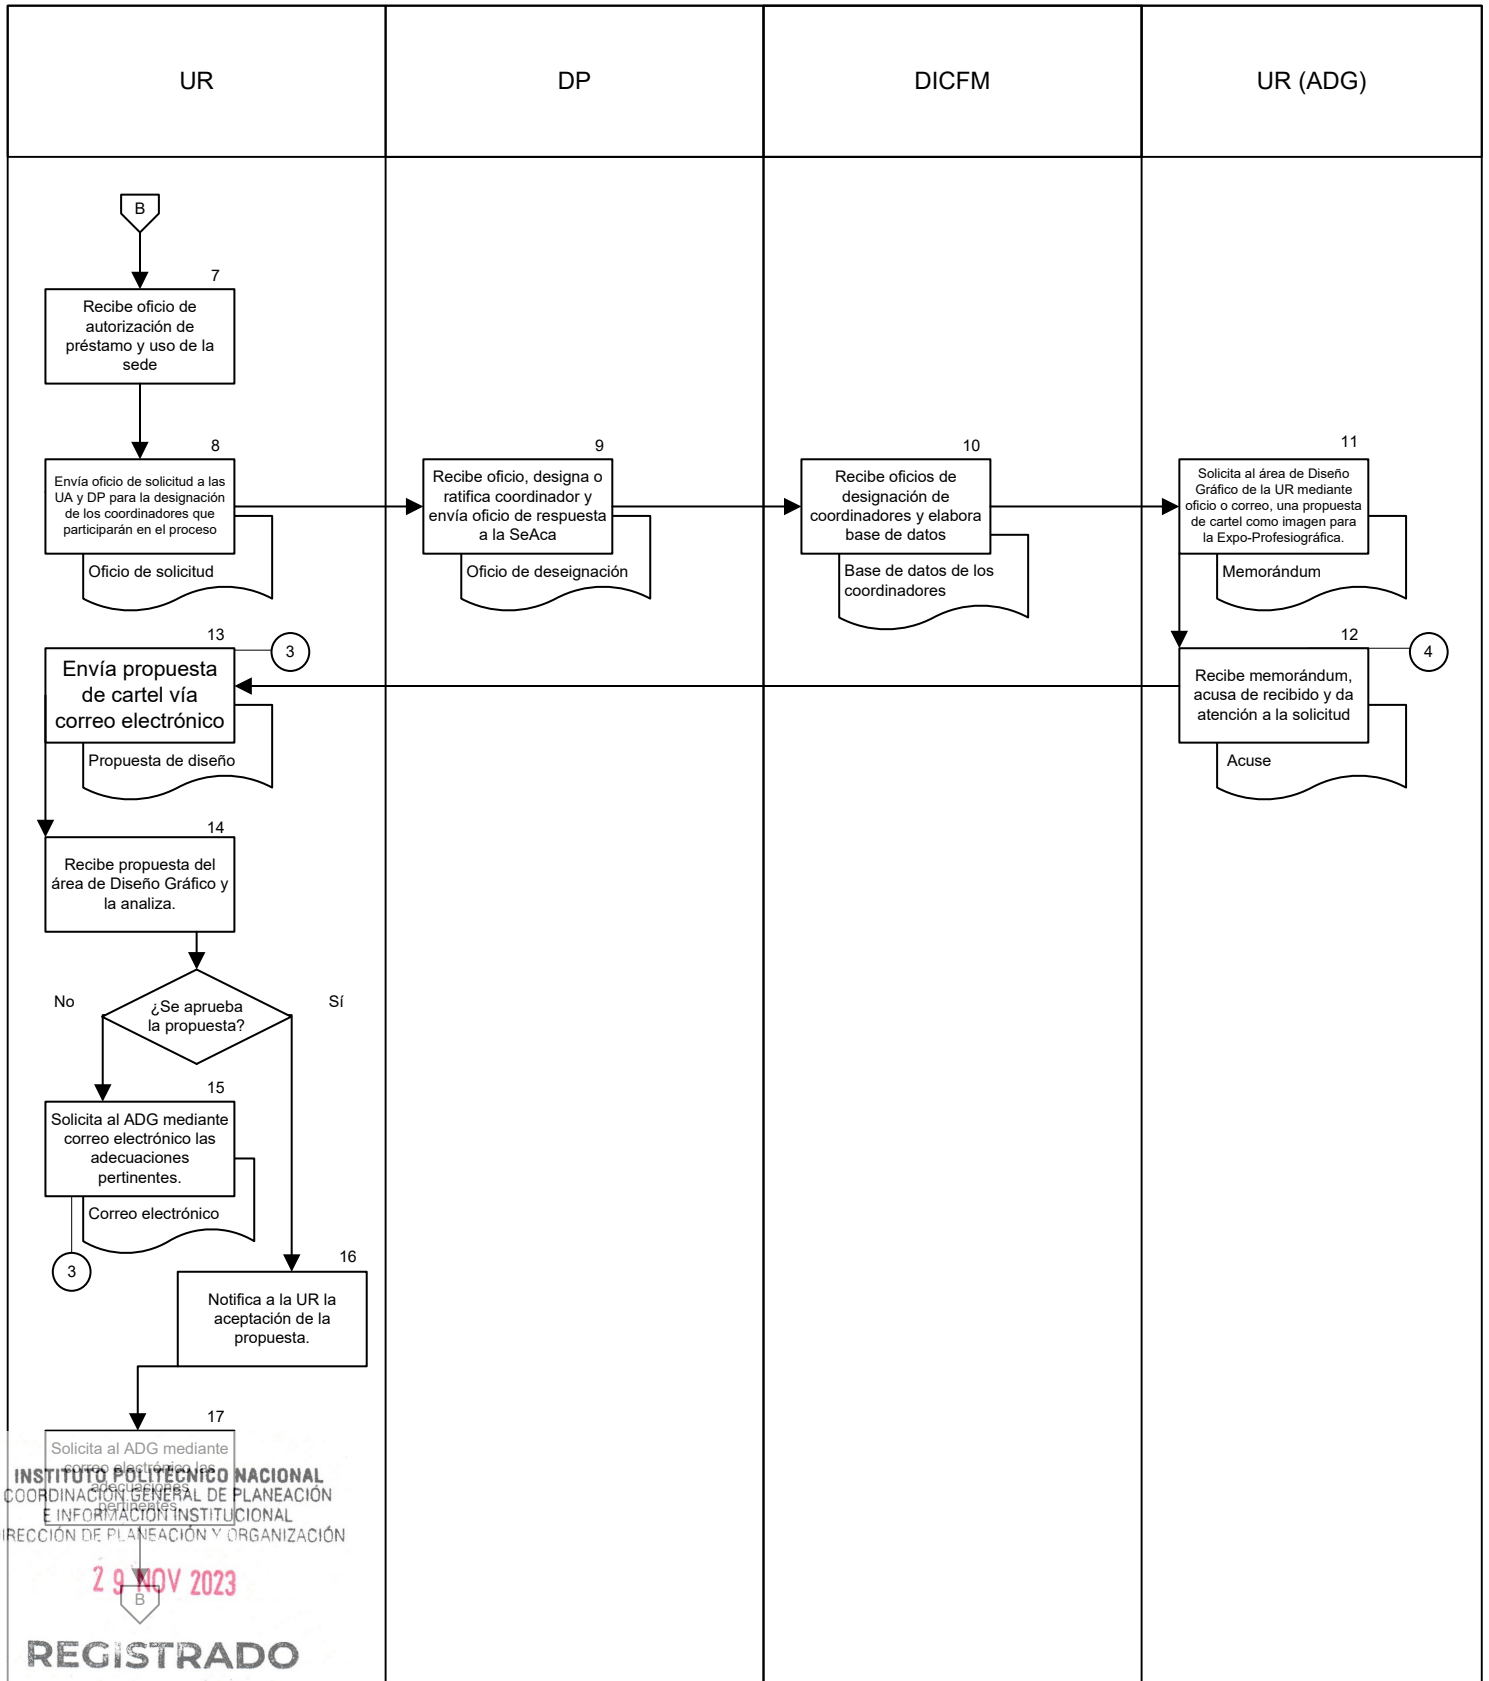 UR
DP
DICFM
UR (ADG)
B
7
Recibe oficio de
autorización de
préstamo y uso de la
sede
8
Envía oficio de solicitud a las
UA y DP para la designación
de los coordinadores que
participarán en el proceso
Oficio de solicitud
9
Recibe oficio, designa o
ratifica coordinador y
envía oficio de respuesta
a la SeAca
Oficio de deseignación
10
Recibe oficios de
designación de
coordinadores y elabora
base de datos
Base de datos de los
coordinadores
11
Solicita al área de Diseño
Gráfico de la UR mediante
oficio o correo, una propuesta
de cartel como imagen para
la Expo-Profesiográfica.
Memorándum
12
4
Recibe memorándum,
acusa de recibido y da
atención a la solicitud
Acuse
13
3
Envía propuesta
de cartel vía
correo electrónico
Propuesta de diseño
14
Recibe propuesta del
área de Diseño Gráfico y
la analiza.
¿Se aprueba
la propuesta?
No
Sí
15
Solicita al ADG mediante
correo electrónico las
adecuaciones
pertinentes.
Correo electrónico
3
16
Notifica a la UR la
aceptación de la
propuesta.
17
Solicita al ADG mediante
correo electrónico las
adecuaciones
pertinentes.
INSTITUTO POLITÉCNICO NACIONAL
COORDINACIÓN GENERAL DE PLANEACIÓN
E INFORMACIÓN INSTITUCIONAL
DIRECCIÓN DE PLANEACIÓN Y ORGANIZACIÓN
29 NOV 2023
B
REGISTRADO